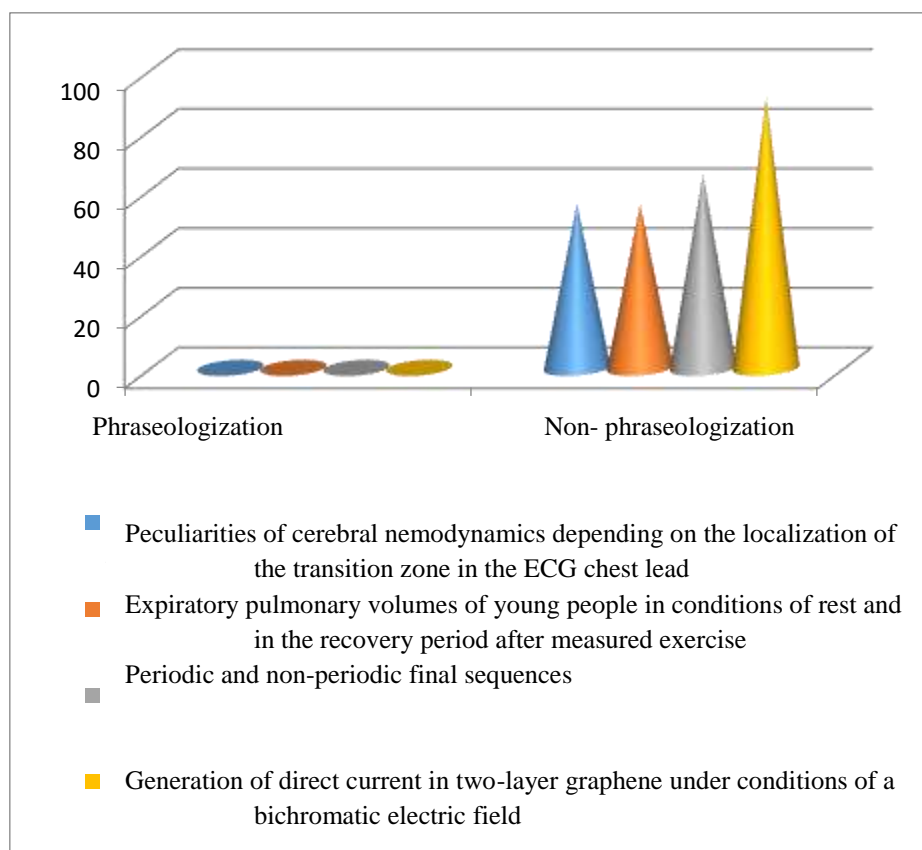 100
80
60
40
20
0
Phraseologization Non- phraseologization
Peculiarities of cerebral nemodynamics depending on the localization of
the transition zone in the ECG chest lead
Expiratory pulmonary volumes of young people in conditions of rest and
in the recovery period after measured exercise
Periodic and non-periodic final sequences
Generation of direct current in two-layer graphene under conditions of a
bichromatic electric field